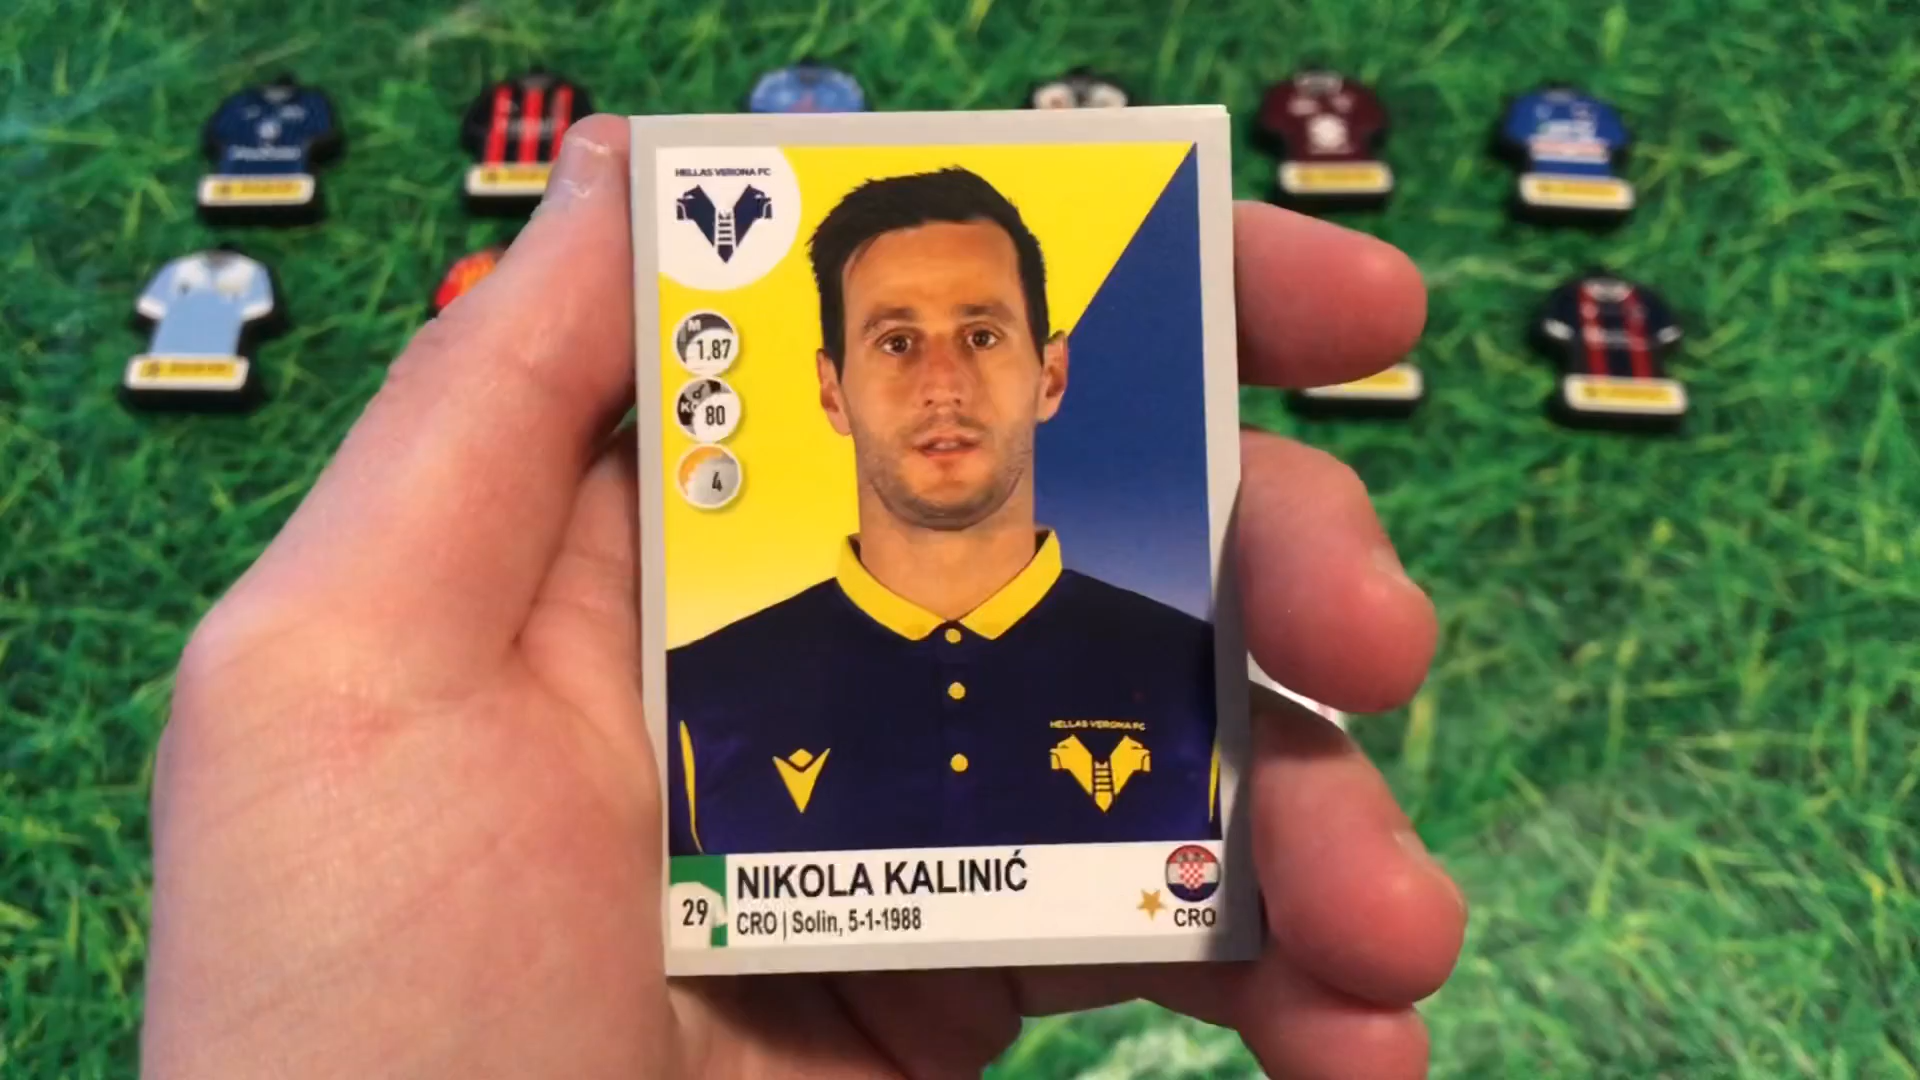 HELLAS VERONA FC
M
1.87
KG
80
4
HELLAS VERONA FC
29
NIKOLA KALINIĆ
CRO | Solin, 5-1-1988
CRO